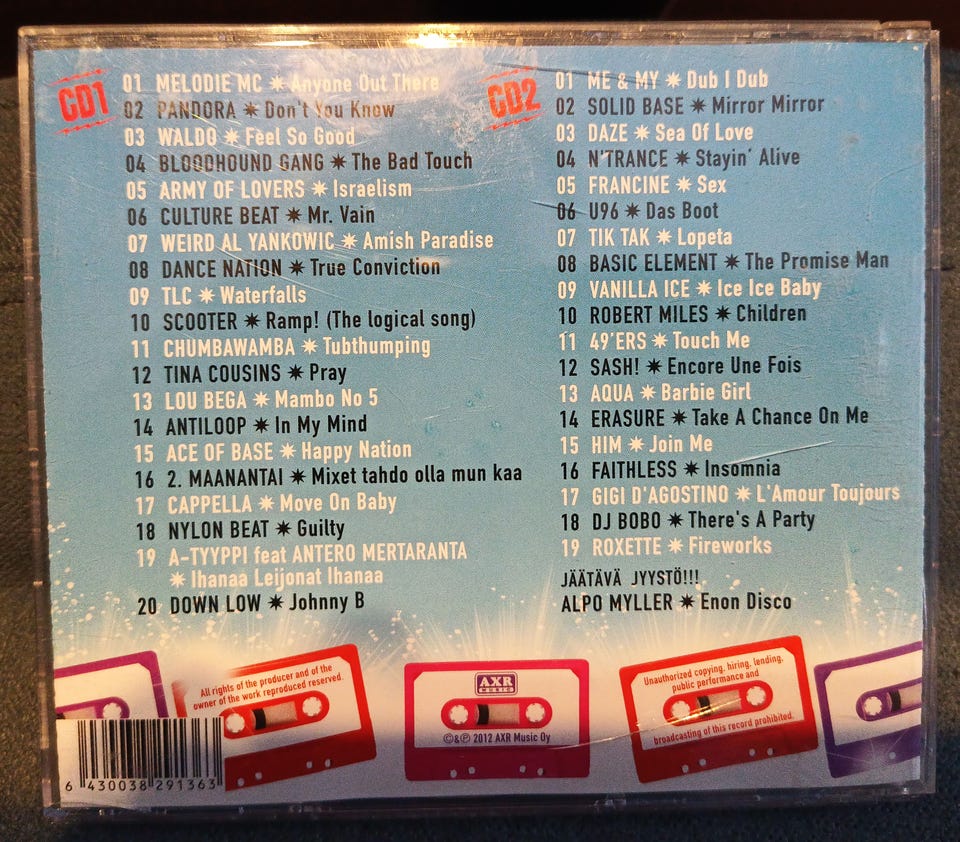 CD1
01 MELODIE MC ✷ Anyone Out There
02 PANDORA ✷ Don't You Know
03 WALDO ✷ Feel So Good
04 BLOODHOUND GANG ✷ The Bad Touch
05 ARMY OF LOVERS ✷ Israelism
06 CULTURE BEAT ✷ Mr. Vain
07 WEIRD AL YANKOWIC ✷ Amish Paradise
08 DANCE NATION ✷ True Conviction
09 TLC ✷ Waterfalls
10 SCOOTER ✷ Ramp! (The logical song)
11 CHUMBAWAMBA ✷ Tubthumping
12 TINA COUSINS ✷ Pray
13 LOU BEGA ✷ Mambo No 5
14 ANTILOOP ✷ In My Mind
15 ACE OF BASE ✷ Happy Nation
16 2. MAANANTAI ✷ Mixet tahdo olla mun kaa
17 CAPPELLA ✷ Move On Baby
18 NYLON BEAT ✷ Guilty
19 A-TYYPPI feat ANTERO MERTARANTA
✷ Ihanaa Leijonat Ihanaa
20 DOWN LOW ✷ Johnny B
CD2
01 ME & MY ✷ Dub I Dub
02 SOLID BASE ✷ Mirror Mirror
03 DAZE ✷ Sea Of Love
04 N'TRANCE ✷ Stayin' Alive
05 FRANCINE ✷ Sex
06 U96 ✷ Das Boot
07 TIK TAK ✷ Lopeta
08 BASIC ELEMENT ✷ The Promise Man
09 VANILLA ICE ✷ Ice Ice Baby
10 ROBERT MILES ✷ Children
11 49'ERS ✷ Touch Me
12 SASH! ✷ Encore Une Fois
13 AQUA ✷ Barbie Girl
14 ERASURE ✷ Take A Chance On Me
15 HIM ✷ Join Me
16 FAITHLESS ✷ Insomnia
17 GIGI D'AGOSTINO ✷ L'Amour Toujours
18 DJ BOBO ✷ There's A Party
19 ROXETTE ✷ Fireworks
JÄÄTÄVÄ JYYSTÖ!!!
ALPO MYLLER ✷ Enon Disco
All rights of the producer and of the
owner of the work reproduced reserved.
AXR
MUSIC
©&℗ 2012 AXR Music Oy
Unauthorized copying, hiring, lending,
public performance and
broadcasting of this record prohibited.
6 430038 291363